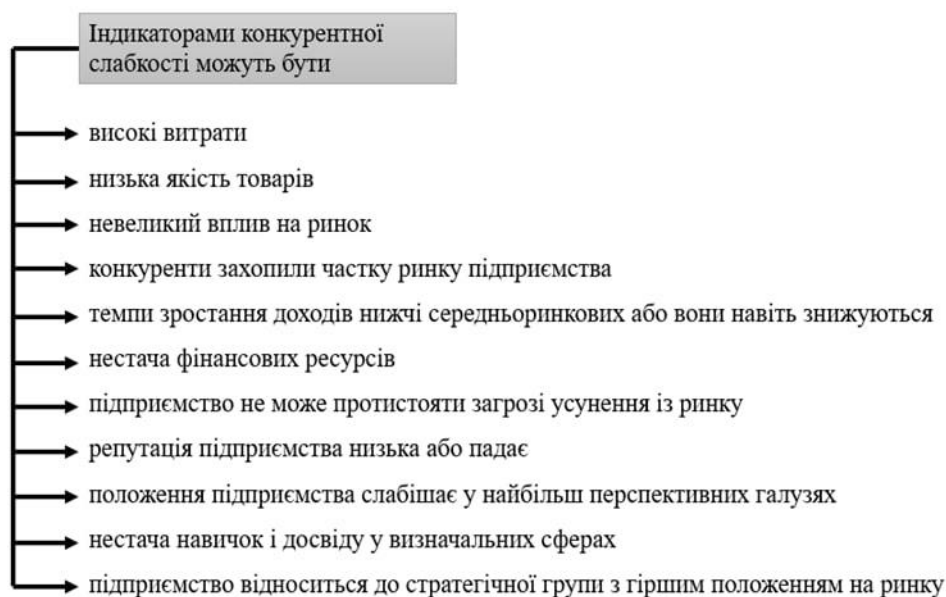 Індикаторами конкурентної
слабкості можуть бути
високі витрати
низька якість товарів
невеликий вплив на ринок
конкуренти захопили частку ринку підприємства
темпи зростання доходів нижчі середньоринкових або вони навіть знижуються
нестача фінансових ресурсів
підприємство не може протистояти загрозі усунення із ринку
репутація підприємства низька або падає
положення підприємства слабішає у найбільш перспективних галузях
нестача навичок і досвіду у визначальних сферах
підприємство відноситься до стратегічної групи з гіршим положенням на ринку